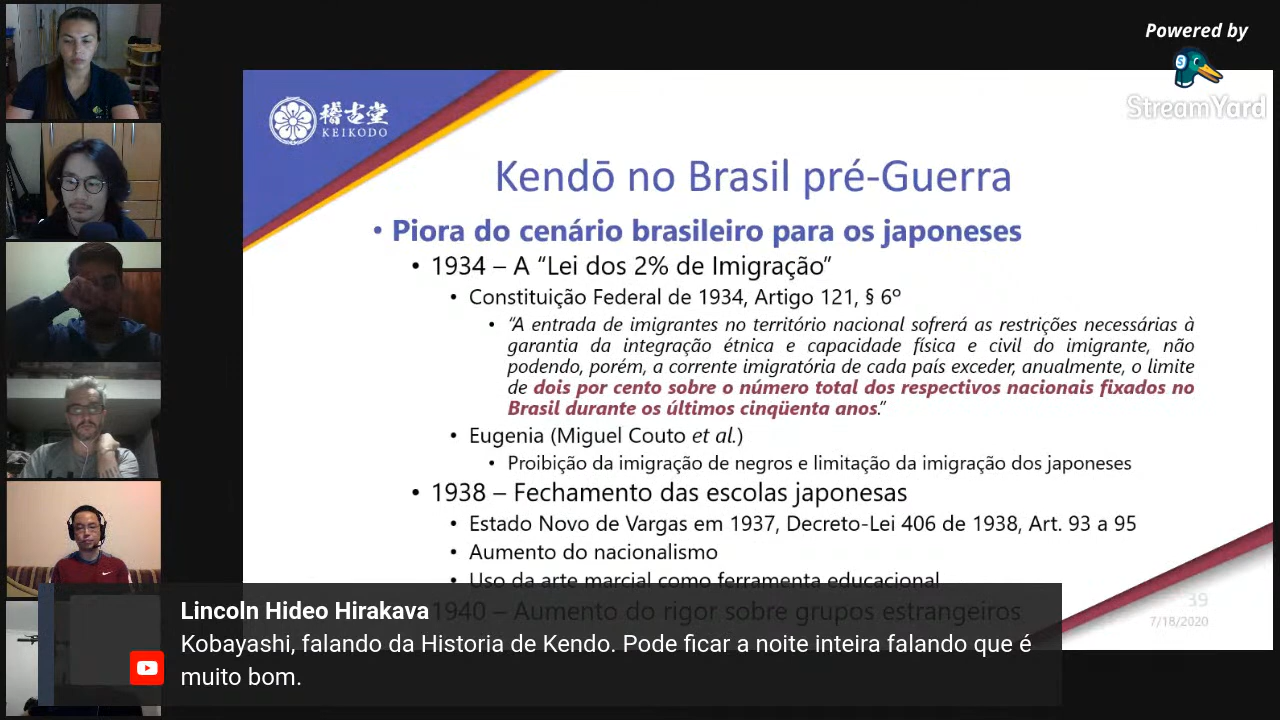 Powered by
StreamYard
稽古堂
KEIKODO
Kendō no Brasil pré-Guerra
• Piora do cenário brasileiro para os japoneses
• 1934 – A “Lei dos 2% de Imigração”
• Constituição Federal de 1934, Artigo 121, § 6º
• “A entrada de imigrantes no território nacional sofrerá as restrições necessárias à
garantia da integração étnica e capacidade física e civil do imigrante, não
podendo, porém, a corrente imigratória de cada país exceder, anualmente, o limite
de dois por cento sobre o número total dos respectivos nacionais fixados no
Brasil durante os últimos cinqüenta anos.”
• Eugenia (Miguel Couto et al.)
• Proibição da imigração de negros e limitação da imigração dos japoneses
• 1938 – Fechamento das escolas japonesas
• Estado Novo de Vargas em 1937, Decreto-Lei 406 de 1938, Art. 93 a 95
• Aumento do nacionalismo
• Uso da arte marcial como ferramenta educacional
1940 – Aumento do rigor sobre grupos estrangeiros
39
7/18/2020
Lincoln Hideo Hirakava
Kobayashi, falando da Historia de Kendo. Pode ficar a noite inteira falando que é
muito bom.